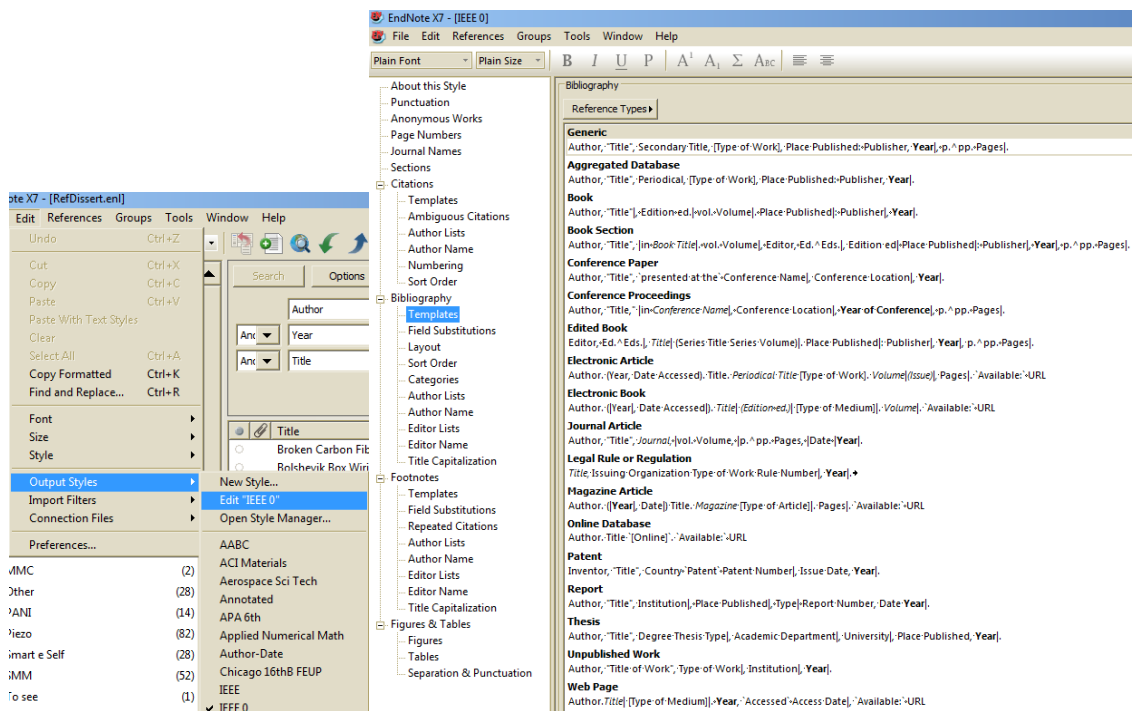 EndNote X7 - [IEEE 0]
File Edit References Groups Tools Window Help
Plain Font Plain Size B I U P A¹ A₁ Σ ABC
About this Style
Punctuation
Anonymous Works
Page Numbers
Journal Names
Sections
Citations
Templates
Ambiguous Citations
Author Lists
Author Name
Numbering
Sort Order
Bibliography
Templates
Field Substitutions
Layout
Sort Order
Categories
Author Lists
Author Name
Editor Lists
Editor Name
Title Capitalization
Footnotes
Templates
Field Substitutions
Repeated Citations
Author Lists
Author Name
Editor Lists
Editor Name
Title Capitalization
Figures & Tables
Figures
Tables
Separation & Punctuation
Bibliography
Reference Types
Generic
Author,·"Title",·Secondary·Title,·[Type·of·Work],·Place·Published:·Publisher,·Year|,·p.^pp.·Pages|.
Aggregated Database
Author,·"Title",·Periodical,·[Type·of·Work],·Place·Published:·Publisher,·Year|.
Book
Author,·"Title"|,·Edition·ed.|·vol.·Volume|.·Place·Published|:·Publisher|,·Year|.
Book Section
Author,·"Title",·|in·Book·Title|.·vol.·Volume|,·Editor,·Ed.^Eds.|,·Edition·ed|·Place·Published|:·Publisher|,·Year|,·p.^pp.·Pages|.
Conference Paper
Author,·"Title",·`presented·at·the`·Conference·Name|,·Conference·Location|,·Year|.
Conference Proceedings
Author,·"Title,"·|in·Conference·Name|,·Conference·Location|,·Year·of·Conference|,·p.^pp.·Pages|.
Edited Book
Editor,·Ed.^Eds.|,·Title|·(Series·Title·Series·Volume)|.·Place·Published|:·Publisher|,·Year|,·p.^pp.·Pages|.
Electronic Article
Author.·(Year,·Date·Accessed).·Title.·Periodical·Title·[Type·of·Work].·Volume|(Issue)|,·Pages|.·`Available:`·URL
Electronic Book
Author.·(|Year|,·Date·Accessed|).·Title|·(Edition·ed.)|·[Type·of·Medium]|.·Volume|.·`Available:`·URL
Journal Article
Author,·"Title",·Journal,·|vol.·Volume,·|p.^pp.·Pages,·|Date·|Year|.
Legal Rule or Regulation
Title,·Issuing·Organization·Type·of·Work·Rule·Number|,·Year|.
Magazine Article
Author.·(|Year|,·Date|)·Title.·Magazine·[Type·of·Article]|.·Pages|.·`Available:`·URL
Online Database
Author.·Title·`[Online]`.·`Available:`·URL
Patent
Inventor,·"Title",·Country·`Patent`·Patent·Number|,·Issue·Date,·Year|.
Report
Author,·"Title",·Institution|,·Place·Published|,·Type|·Report·Number,·Date·Year|.
Thesis
Author,·"Title",·Degree·Thesis·Type|,·Academic·Department|,·University|,·Place·Published,·Year|.
Unpublished Work
Author,·"Title·of·Work",·Type·of·Work|,·Institution|,·Year|.
Web Page
Author.Title|·[Type·of·Medium]|.·Year,·`Accessed`·Access·Date|,·`Available:`·URL
ote X7 - [RefDissert.enl]
Edit References Groups Tools Window Help
Undo Ctrl+Z
Cut Ctrl+X
Copy Ctrl+C
Paste Ctrl+V
Paste With Text Styles
Clear
Select All Ctrl+A
Copy Formatted Ctrl+K
Find and Replace... Ctrl+R
Font
Size
Style
Output Styles
Import Filters
Connection Files
Preferences...
Search Options
Author
And Year
And Title
Title
Broken Carbon Fib
Bolshevik Box Wiri
New Style...
Edit "IEEE 0"
Open Style Manager...
AABC
ACI Materials
Aerospace Sci Tech
Annotated
APA 6th
Applied Numerical Math
Author-Date
Chicago 16thB FEUP
IEEE
IEEE 0
MMC (2)
Other (28)
PANI (14)
Piezo (82)
Smart e Self (28)
SMM (52)
To see (1)